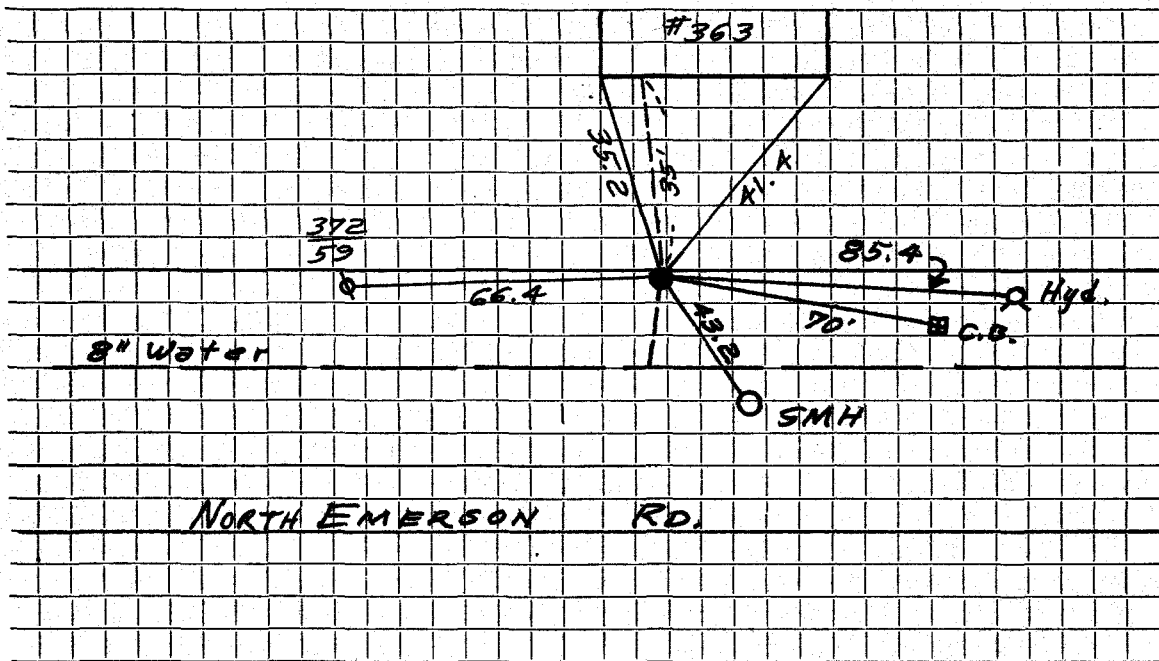 #363
35.2
35'
41.4
372
59
66.4
85.4
Hyd.
70'
C.B.
43.2
8" Water
SMH
NORTH EMERSON RD.